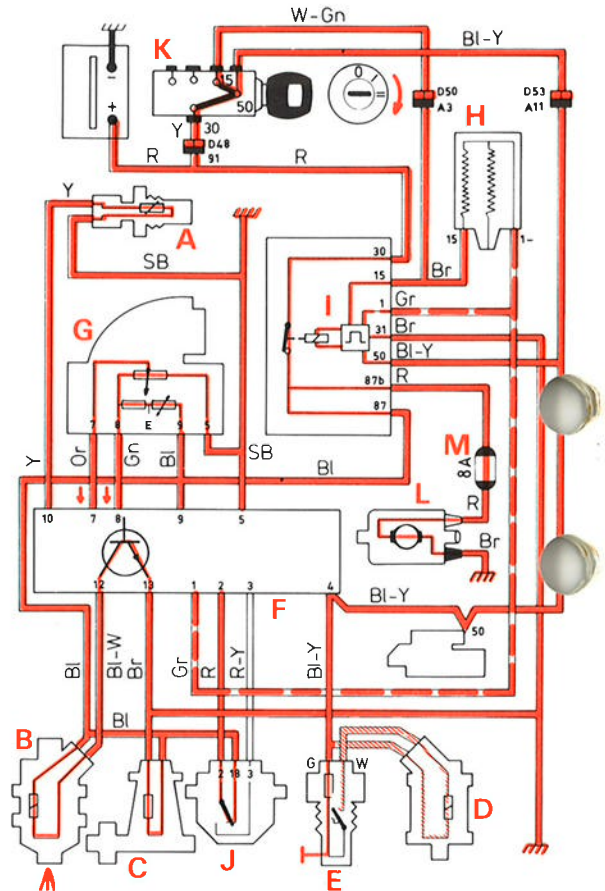 W-Gn
K
Bl-Y
15
0 I
II
D50
A3
D53
A11
H
-
+
50
Y
30
D48
91
R
R
Y
A
15
1-
30
SB
15
Br
I
1
Gr
G
31
Br
50
Bl-Y
87b
R
7
8
E
9
5
87
Y
Or
Gn
Bl
SB
Bl
M
8A
L
R
10
7
8
9
5
Br
12
13
1
2
3
4
F
Bl-Y
50
Bl
Bl-W
Br
Gr
R
R-Y
Bl-Y
Bl
B
G
W
2
18
3
D
A
C
J
E